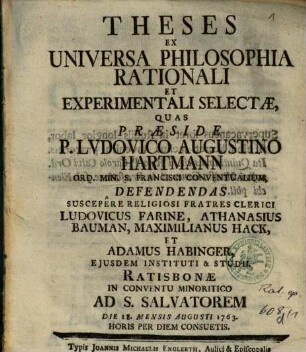 THESES
EX
UNIVERSA PHILOSOPHIA
RATIONALI
ET
EXPERIMENTALI SELECTÆ,
QUAS
PRÆSIDE
P. LVDOVICO AUGUSTINO
HARTMANN
ORD. MIN. S. FRANCISCI CONVENTUALIUM,
DEFENDENDAS
SUSCEPÊRE RELIGIOSI FRATRES CLERICI
LUDOVICUS FARINE, ATHANASIUS
BAUMAN, MAXIMILIANUS HACK,
ET
ADAMUS HABINGER,
EJUSDEM INSTITUTI & STUDII,
RATISBONÆ
IN CONVENTU MINORITICO
AD S. SALVATOREM
DIE 18. MENSIS AUGUSTI 1763.
HORIS PER DIEM CONSUETIS.
Typis JOANNIS MICHAELIS ENGLERTH, Aulici & Episcopalis